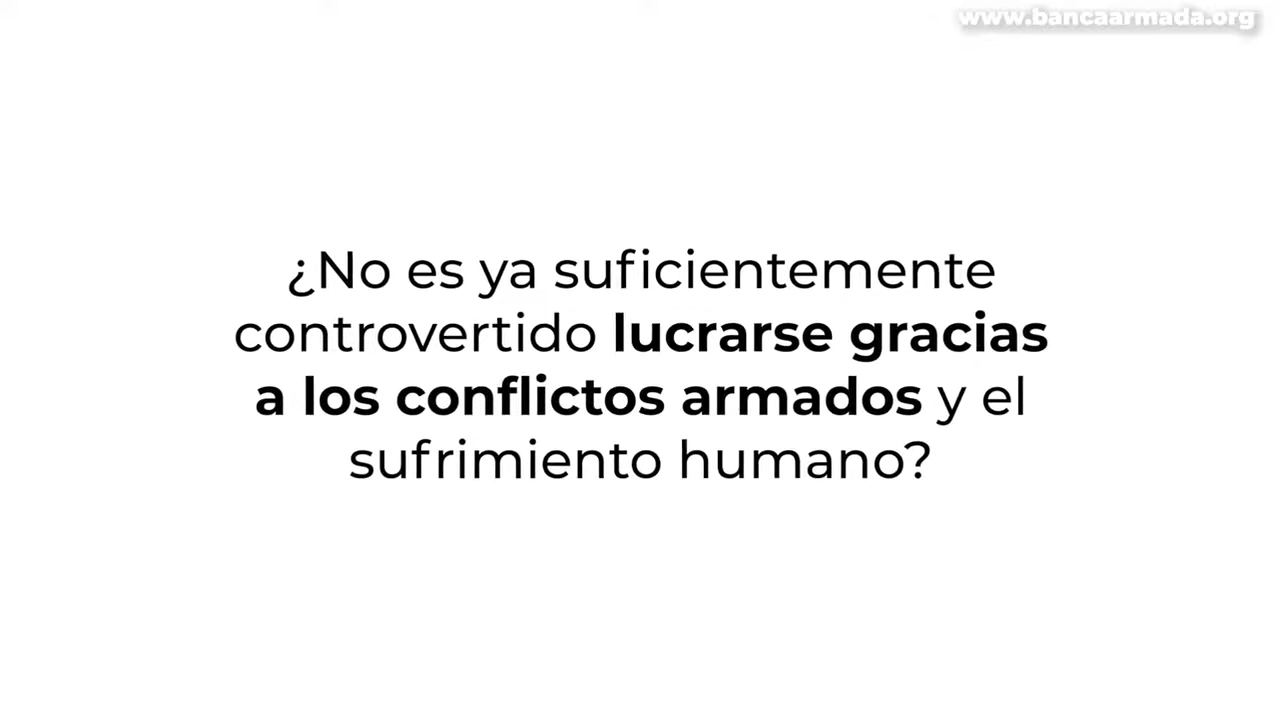 www.bancaarmada.org
¿No es ya suficientemente
controvertido lucrarse gracias
a los conflictos armados y el
sufrimiento humano?